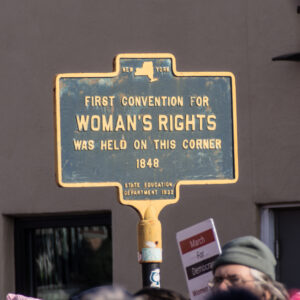 NEW YORK
FIRST CONVENTION FOR
WOMAN'S RIGHTS
WAS HELD ON THIS CORNER
1848
STATE EDUCATION
DEPARTMENT 1932
March
For
Democracy